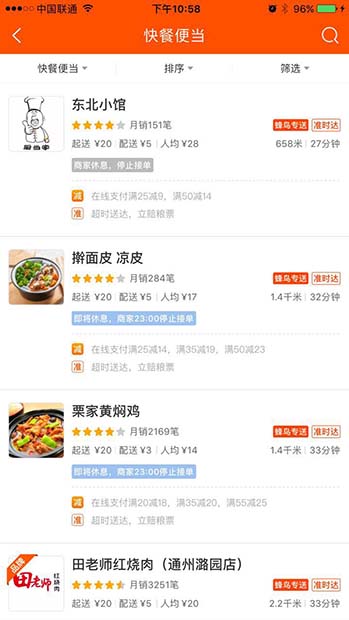 中国联通 下午10:58 96%
快餐便当
快餐便当 排序 筛选
东北小馆
月销151笔 蜂鸟专送 准时达
起送 ¥20 配送 ¥5 人均 ¥28 658米 27分钟
商家休息，停止接单
减 在线支付满25减9，满50减14
准 超时送达，立赔粮票
擀面皮 凉皮
月销284笔 蜂鸟专送 准时达
起送 ¥20 配送 ¥5 人均 ¥17 1.4千米 32分钟
即将休息，商家23:00停止接单
减 在线支付满25减14，满35减19，满50减23
准 超时送达，立赔粮票
栗家黄焖鸡
月销2169笔 蜂鸟专送 准时达
起送 ¥20 配送 ¥3 人均 ¥14 1.4千米 33分钟
即将休息，商家23:00停止接单
减 在线支付满20减18，满35减20，满55减25
准 超时送达，立赔粮票
品牌
田老师 红烧肉
田老师红烧肉（通州潞园店）
月销3251笔 蜂鸟专送 准时达
起送 ¥20 配送 ¥5 人均 ¥20 2.2千米 33分钟